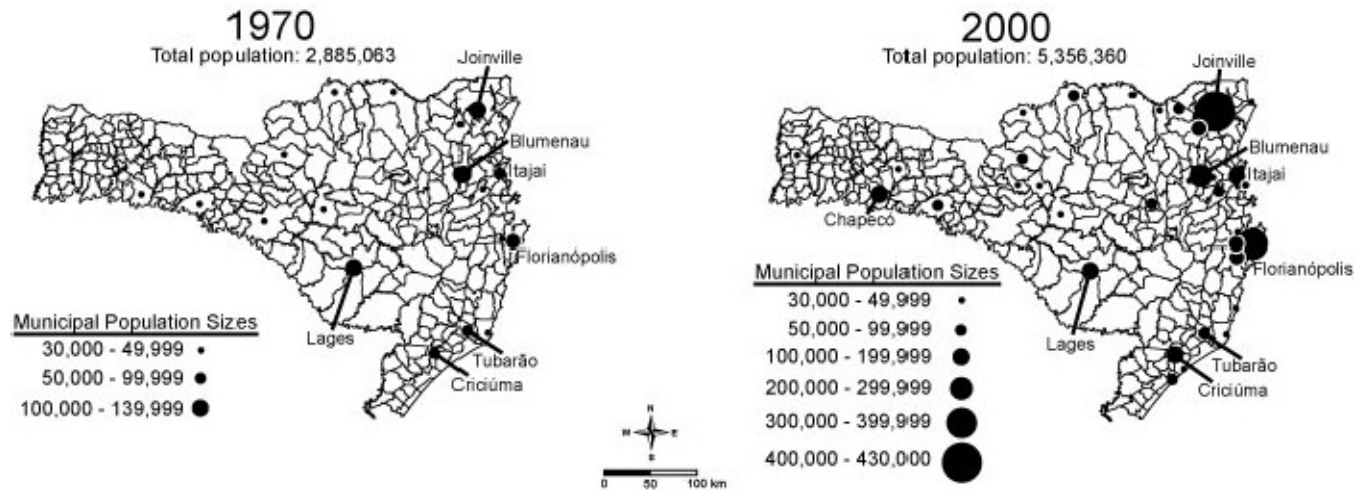 1970
Total population: 2,885,063
Joinville
Blumenau
Itajaí
Florianópolis
Lages
Tubarão
Criciúma
Municipal Population Sizes
30,000 - 49,999
50,000 - 99,999
100,000 - 139,999
N
W E
S
0 50 100 km
2000
Total population: 5,356,360
Joinville
Blumenau
Itajaí
Chapecó
Florianópolis
Lages
Tubarão
Criciúma
Municipal Population Sizes
30,000 - 49,999
50,000 - 99,999
100,000 - 199,999
200,000 - 299,999
300,000 - 399,999
400,000 - 430,000